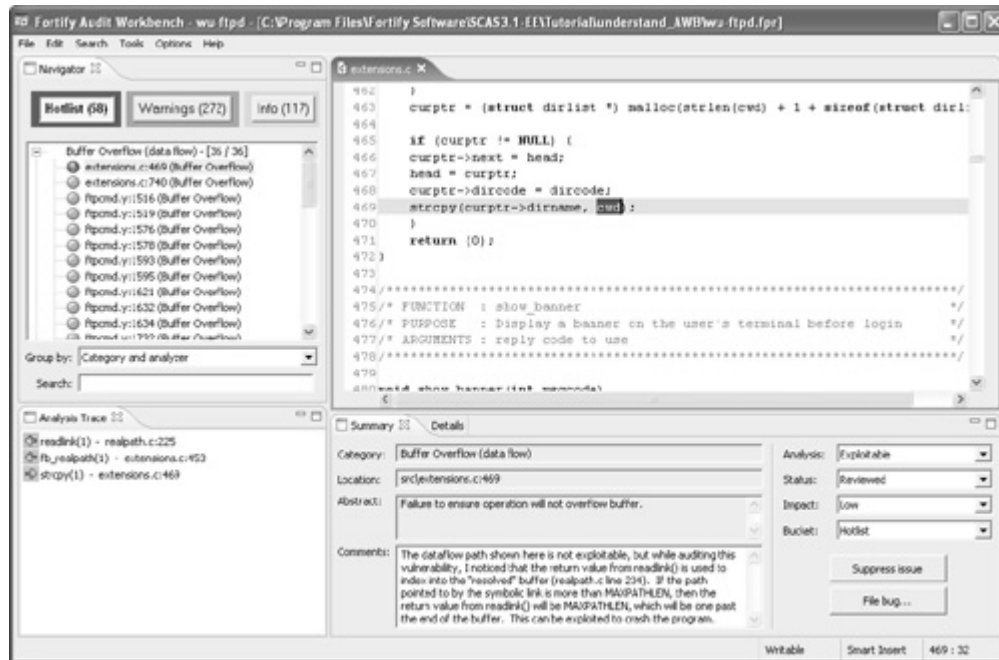 Fortify Audit Workbench - wu-ftpd - [C:\Program Files\Fortify Software\SCAS3.1-EE\Tutorial\understand_AWB\wu-ftpd.fpr]
File Edit Search Tools Options Help
Navigator
Hotlist (58) Warnings (272) Info (117)
Buffer Overflow (data flow) - [36 / 36]
extensions.c:469 (Buffer Overflow)
extensions.c:740 (Buffer Overflow)
ftpcmd.y:1516 (Buffer Overflow)
ftpcmd.y:1519 (Buffer Overflow)
ftpcmd.y:1576 (Buffer Overflow)
ftpcmd.y:1578 (Buffer Overflow)
ftpcmd.y:1593 (Buffer Overflow)
ftpcmd.y:1595 (Buffer Overflow)
ftpcmd.y:1621 (Buffer Overflow)
ftpcmd.y:1632 (Buffer Overflow)
ftpcmd.y:1634 (Buffer Overflow)
ftpcmd.y:1732 (Buffer Overflow)
Group by: Category and analyzer
Search:
extensions.c
462 }
463 curptr = (struct dirlist *) malloc(strlen(cwd) + 1 + sizeof(struct dirl
464
465 if (curptr != NULL) {
466 curptr->next = head;
467 head = curptr;
468 curptr->dircode = dircode;
469 strcpy(curptr->dirname, cwd);
470 }
471 return (0);
472 }
473
474 /*************************************************************************/
475 /* FUNCTION : show_banner */
476 /* PURPOSE : Display a banner on the user's terminal before login */
477 /* ARGUMENTS : reply code to use */
478 /*************************************************************************/
479
480 void show_banner(int msgcode)
Analysis Trace
readlink(1) - realpath.c:225
fb_realpath(1) - extensions.c:453
strcpy(1) - extensions.c:469
Summary Details
Category: Buffer Overflow (data flow)
Location: src\extensions.c:469
Abstract: Failure to ensure operation will not overflow buffer.
Comments: The dataflow path shown here is not exploitable, but while auditing this
vulnerability, I noticed that the return value from readlink() is used to
index into the "resolved" buffer (realpath.c line 234). If the path
pointed to by the symbolic link is more than MAXPATHLEN, then the
return value from readlink() will be MAXPATHLEN, which will be one past
the end of the buffer. This can be exploited to crash the program.
Analysis: Exploitable
Status: Reviewed
Impact: Low
Bucket: Hotlist
Suppress issue
File bug...
Writable Smart Insert 469 : 32